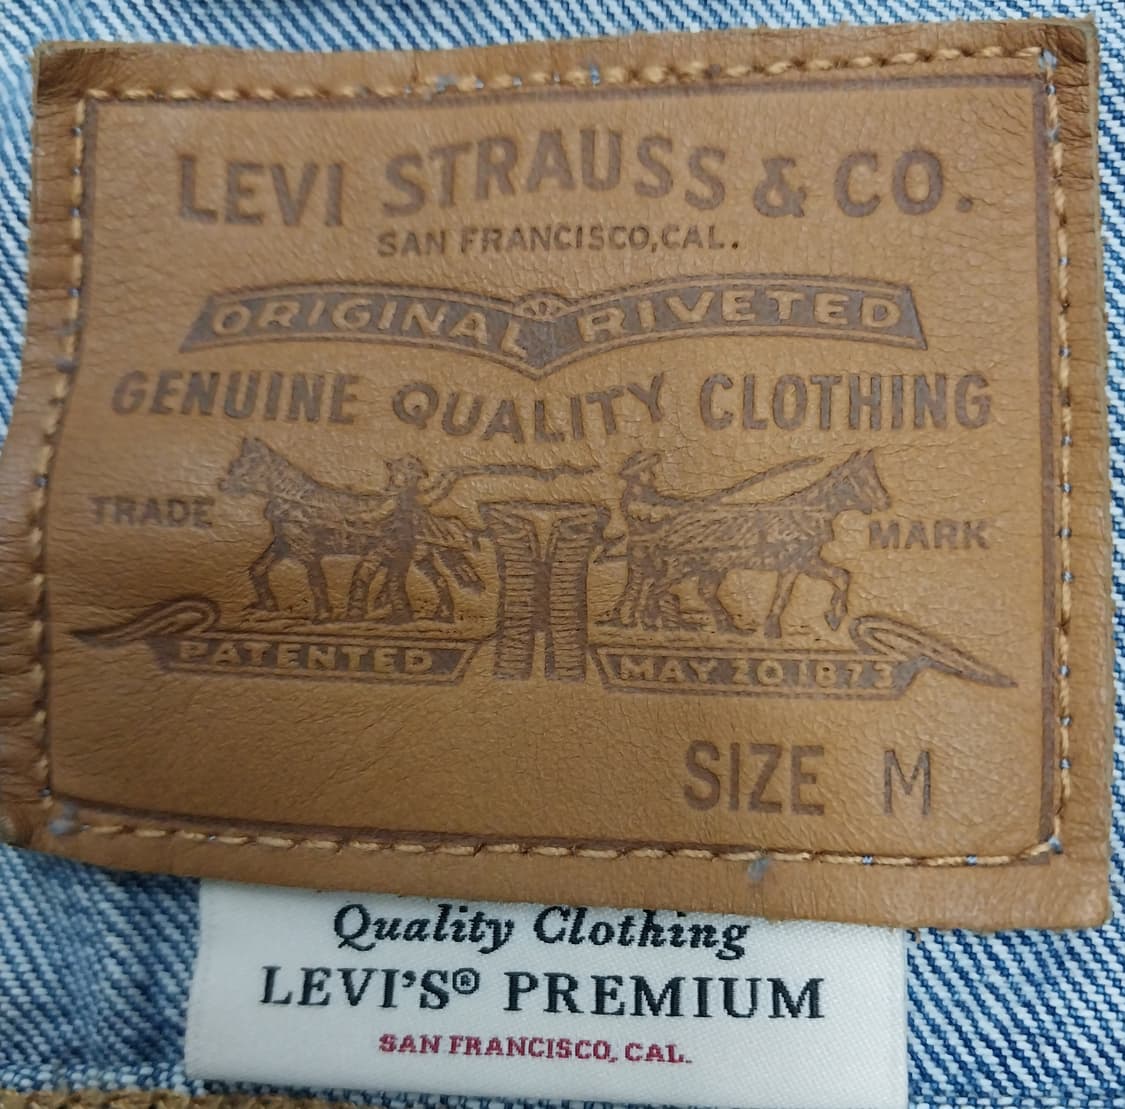 LEVI STRAUSS & CO.
SAN FRANCISCO, CAL.
ORIGINAL RIVETED
GENUINE QUALITY CLOTHING
TRADE MARK
PATENTED MAY 20 1873
SIZE M
Quality Clothing
LEVI'S® PREMIUM
SAN FRANCISCO, CAL.